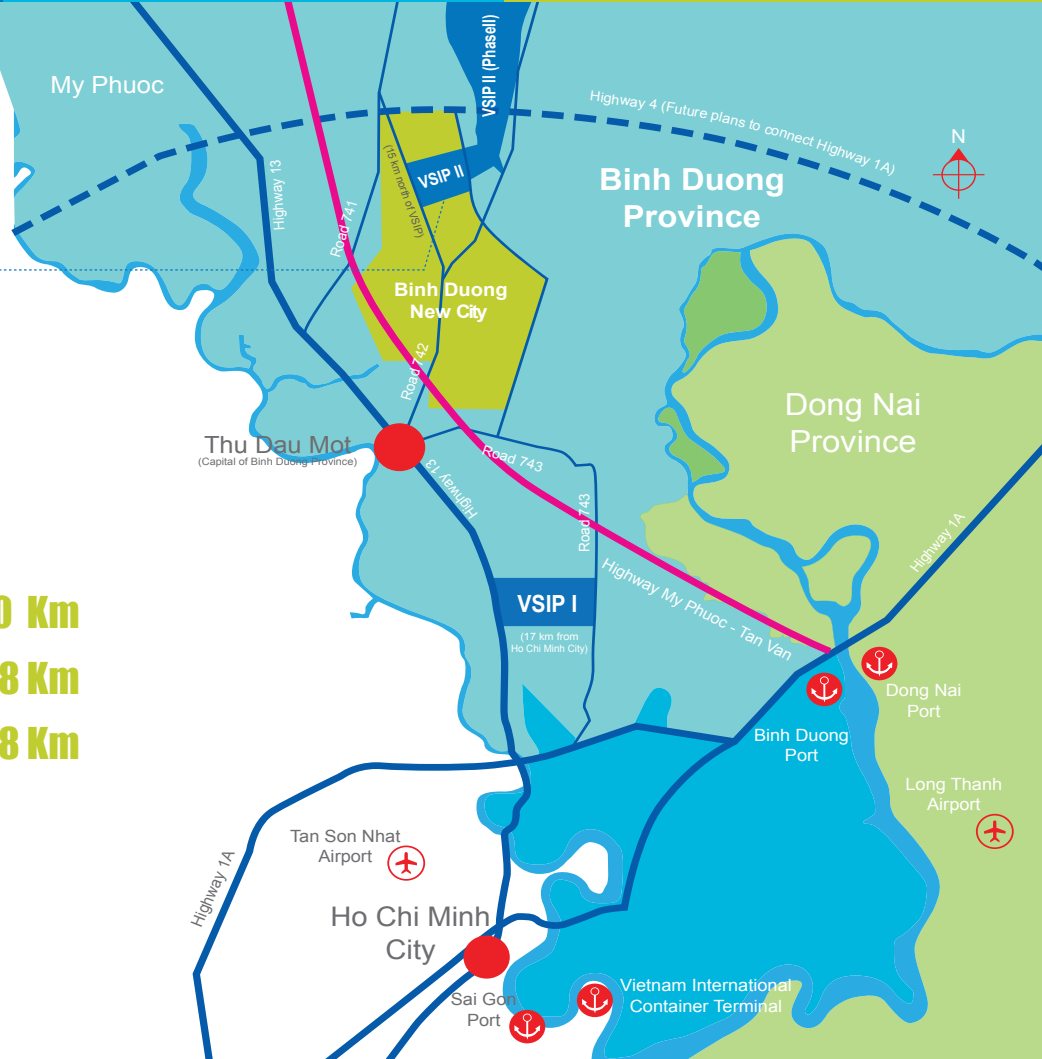 My Phuoc
VSIP II (PhaseII)
Highway 4 (Future plans to connect Highway 1A)
N
Highway 13
(15 km north of VSIP)
VSIP II
Binh Duong
Province
Road 741
Binh Duong
New City
Road 742
Dong Nai
Province
Thu Dau Mot
(Capital of Binh Duong Province)
Highway 13
Road 743
Road 743
Highway 1A
VSIP I
(17 km from
Ho Chi Minh City)
Highway My Phuoc - Tan Van
0 Km
8 Km
8 Km
Dong Nai
Port
Binh Duong
Port
Long Thanh
Airport
Tan Son Nhat
Airport
Highway 1A
Ho Chi Minh
City
Sai Gon
Port
Vietnam International
Container Terminal